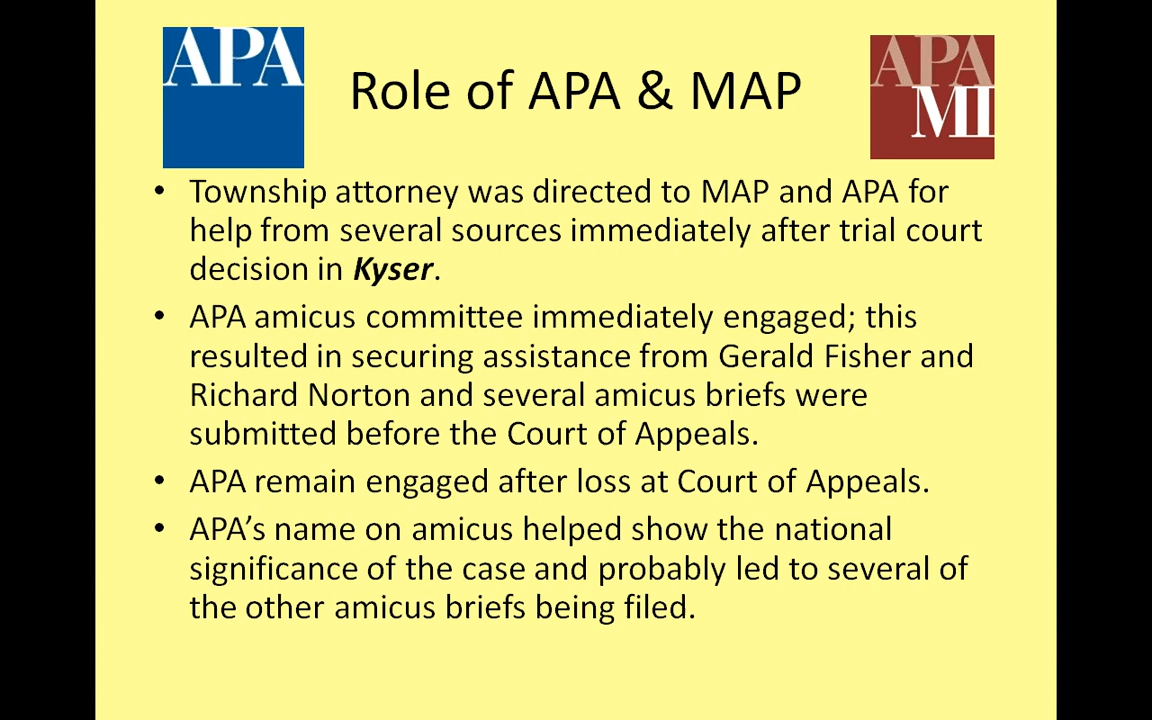 APA
Role of APA & MAP
APA
MI
• Township attorney was directed to MAP and APA for
help from several sources immediately after trial court
decision in Kyser.
• APA amicus committee immediately engaged; this
resulted in securing assistance from Gerald Fisher and
Richard Norton and several amicus briefs were
submitted before the Court of Appeals.
• APA remain engaged after loss at Court of Appeals.
• APA’s name on amicus helped show the national
significance of the case and probably led to several of
the other amicus briefs being filed.